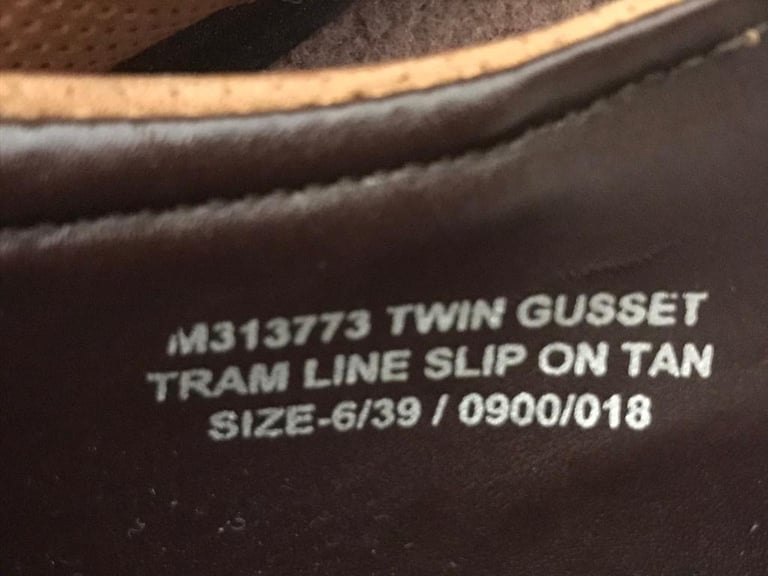 M313773 TWIN GUSSET
TRAM LINE SLIP ON TAN
SIZE-6/39 / 0900/018